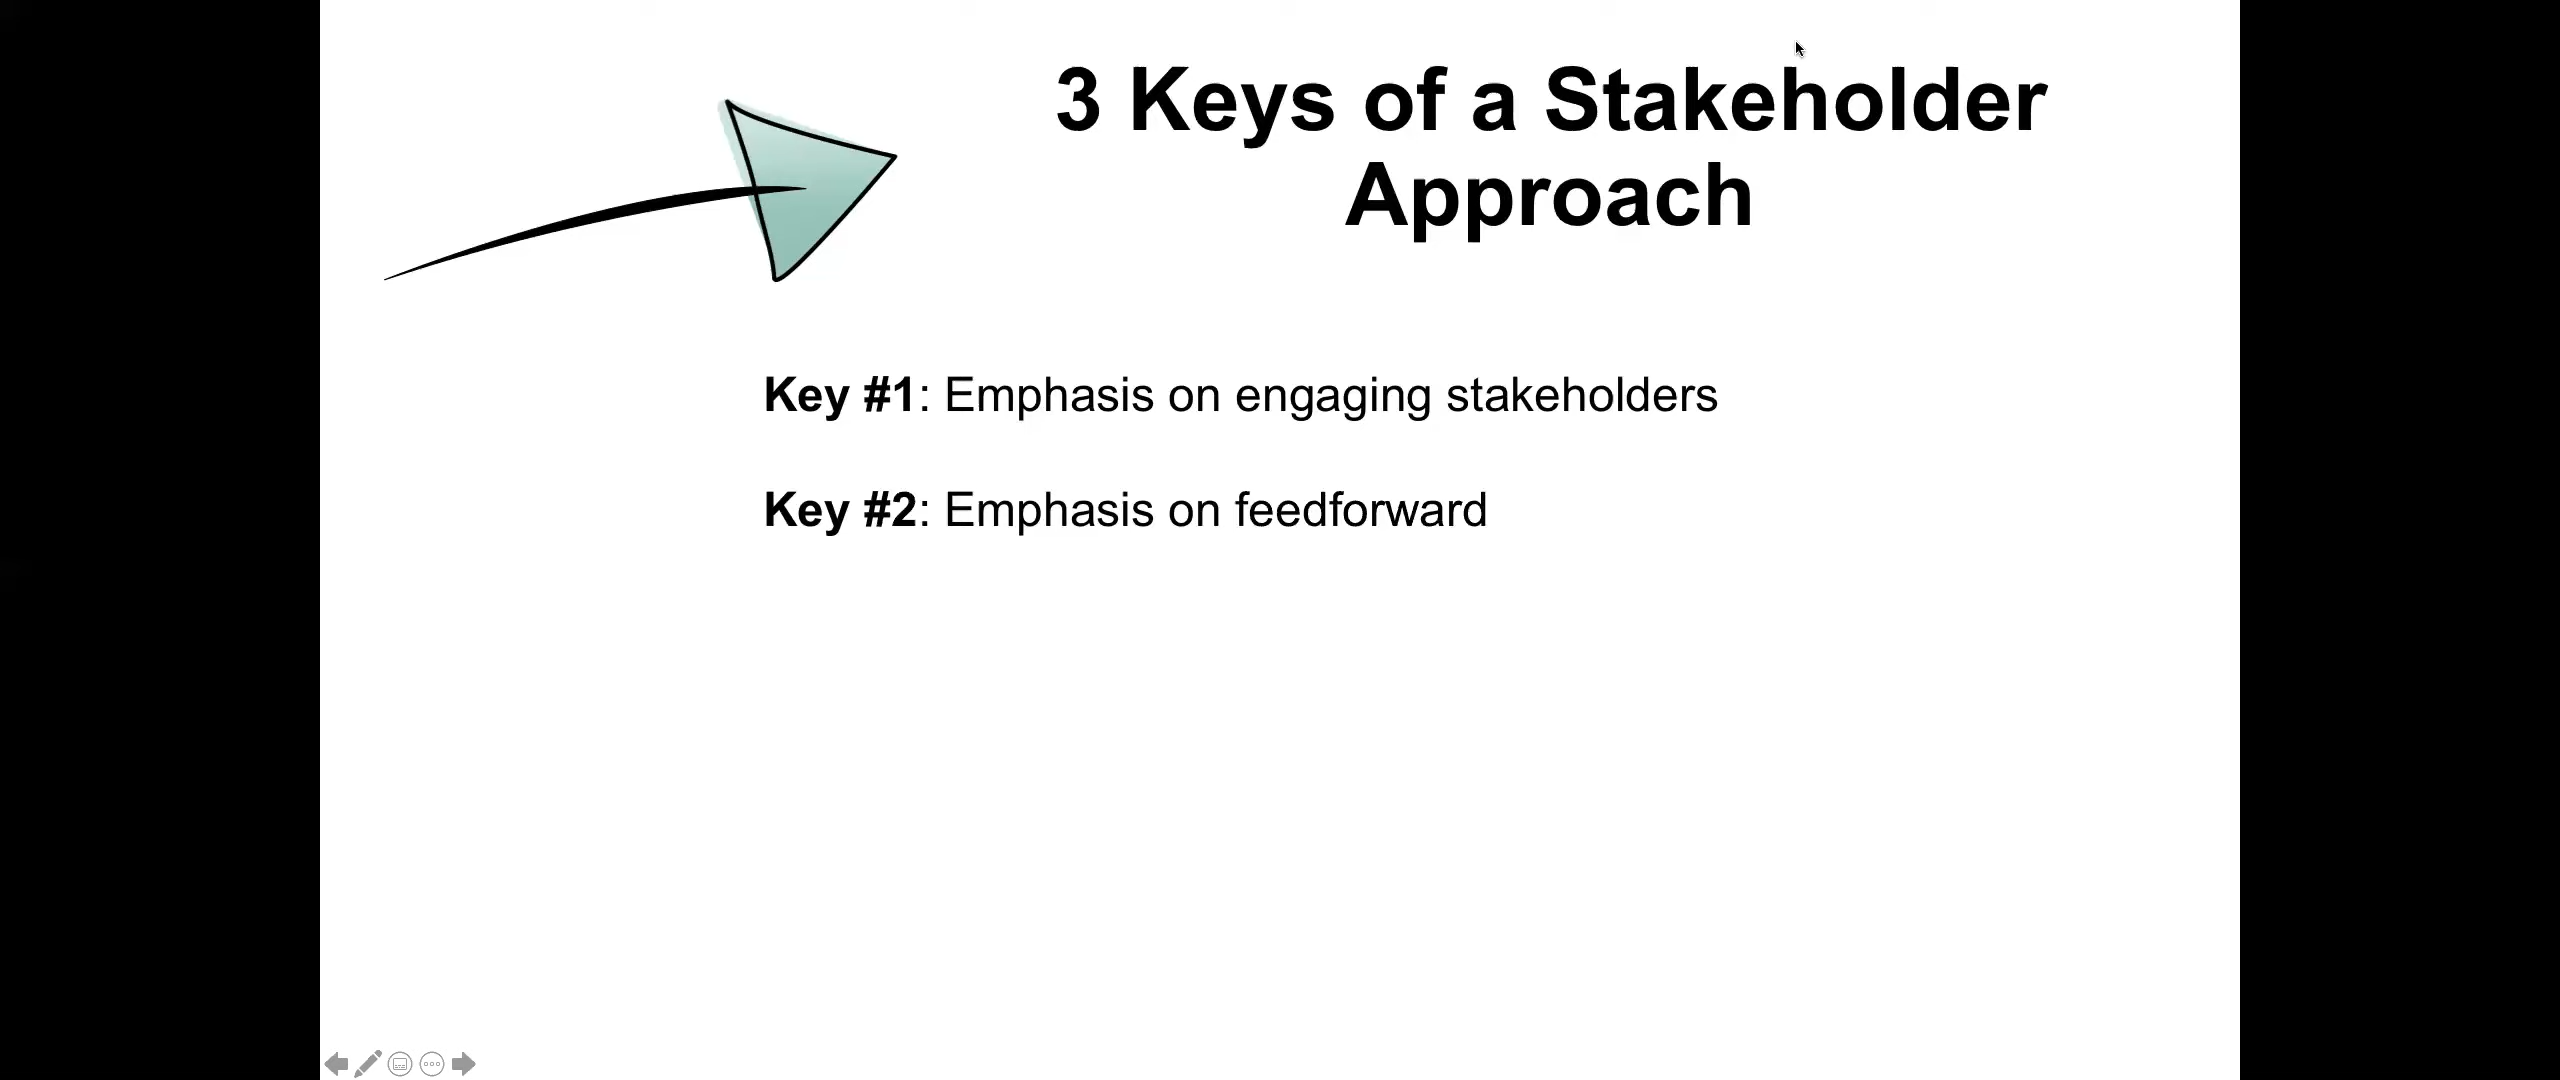 3 Keys of a Stakeholder
Approach
Key #1: Emphasis on engaging stakeholders
Key #2: Emphasis on feedforward